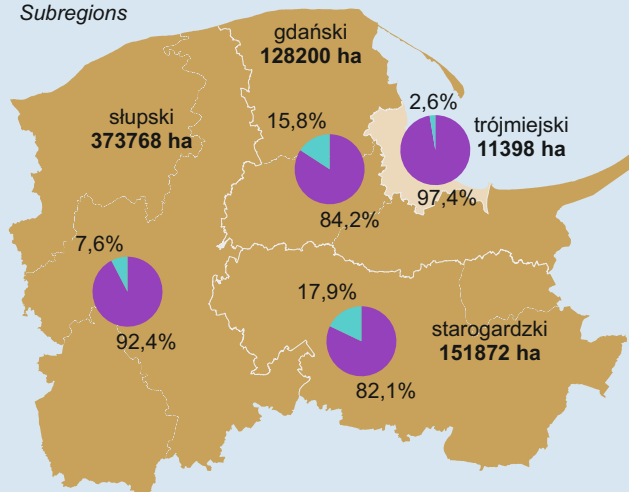 Subregions
gdański
128200 ha
słupski
373768 ha
15,8%
84,2%
2,6%
trójmiejski
11398 ha
97,4%
7,6%
92,4%
17,9%
82,1%
starogardzki
151872 ha